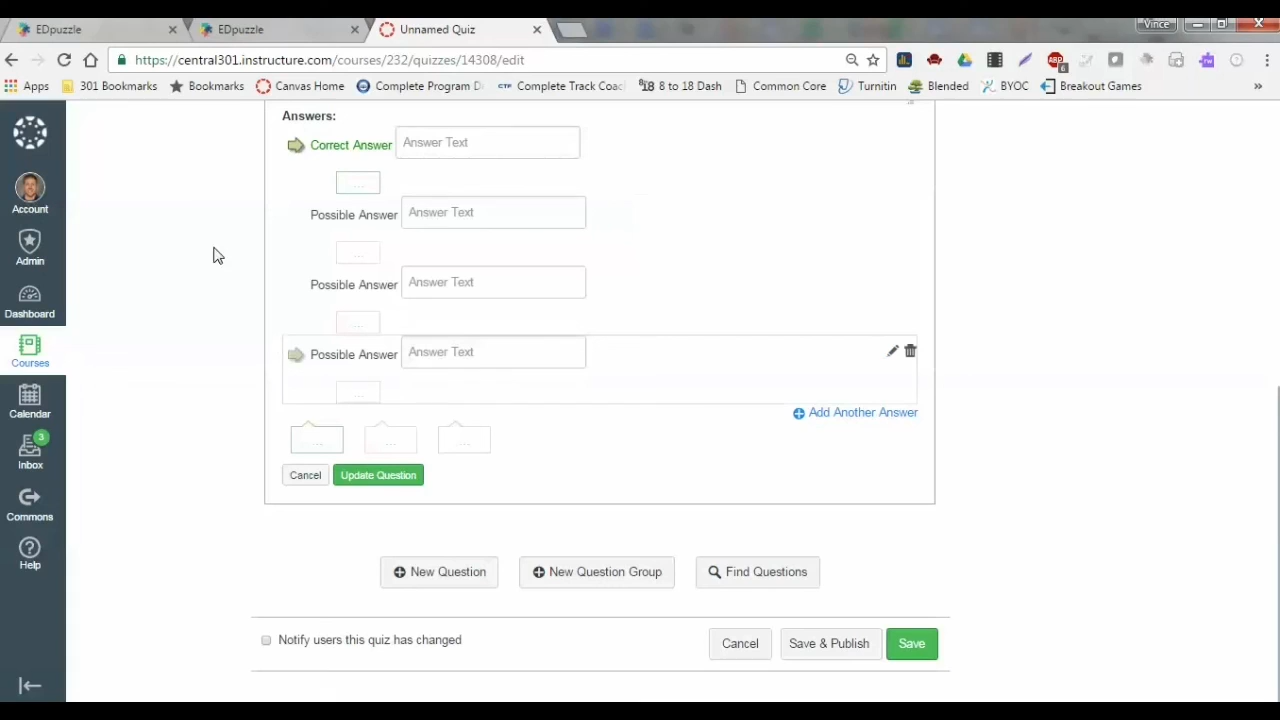 EDpuzzle
EDpuzzle
Unnamed Quiz
Vince
https://central301.instructure.com/courses/232/quizzes/14308/edit
Apps
301 Bookmarks
Bookmarks
Canvas Home
Complete Program D
CTF Complete Track Coac
'18 8 to 18 Dash
Common Core
Turnitin
Blended
BYOC
Breakout Games
»
Account
Admin
Dashboard
Courses
Calendar
3
Inbox
Commons
Help
Answers:
Correct Answer
Answer Text
...
Possible Answer
Answer Text
...
Possible Answer
Answer Text
...
Possible Answer
Answer Text
...
Add Another Answer
... ... ...
Cancel
Update Question
New Question
New Question Group
Find Questions
Notify users this quiz has changed
Cancel
Save & Publish
Save